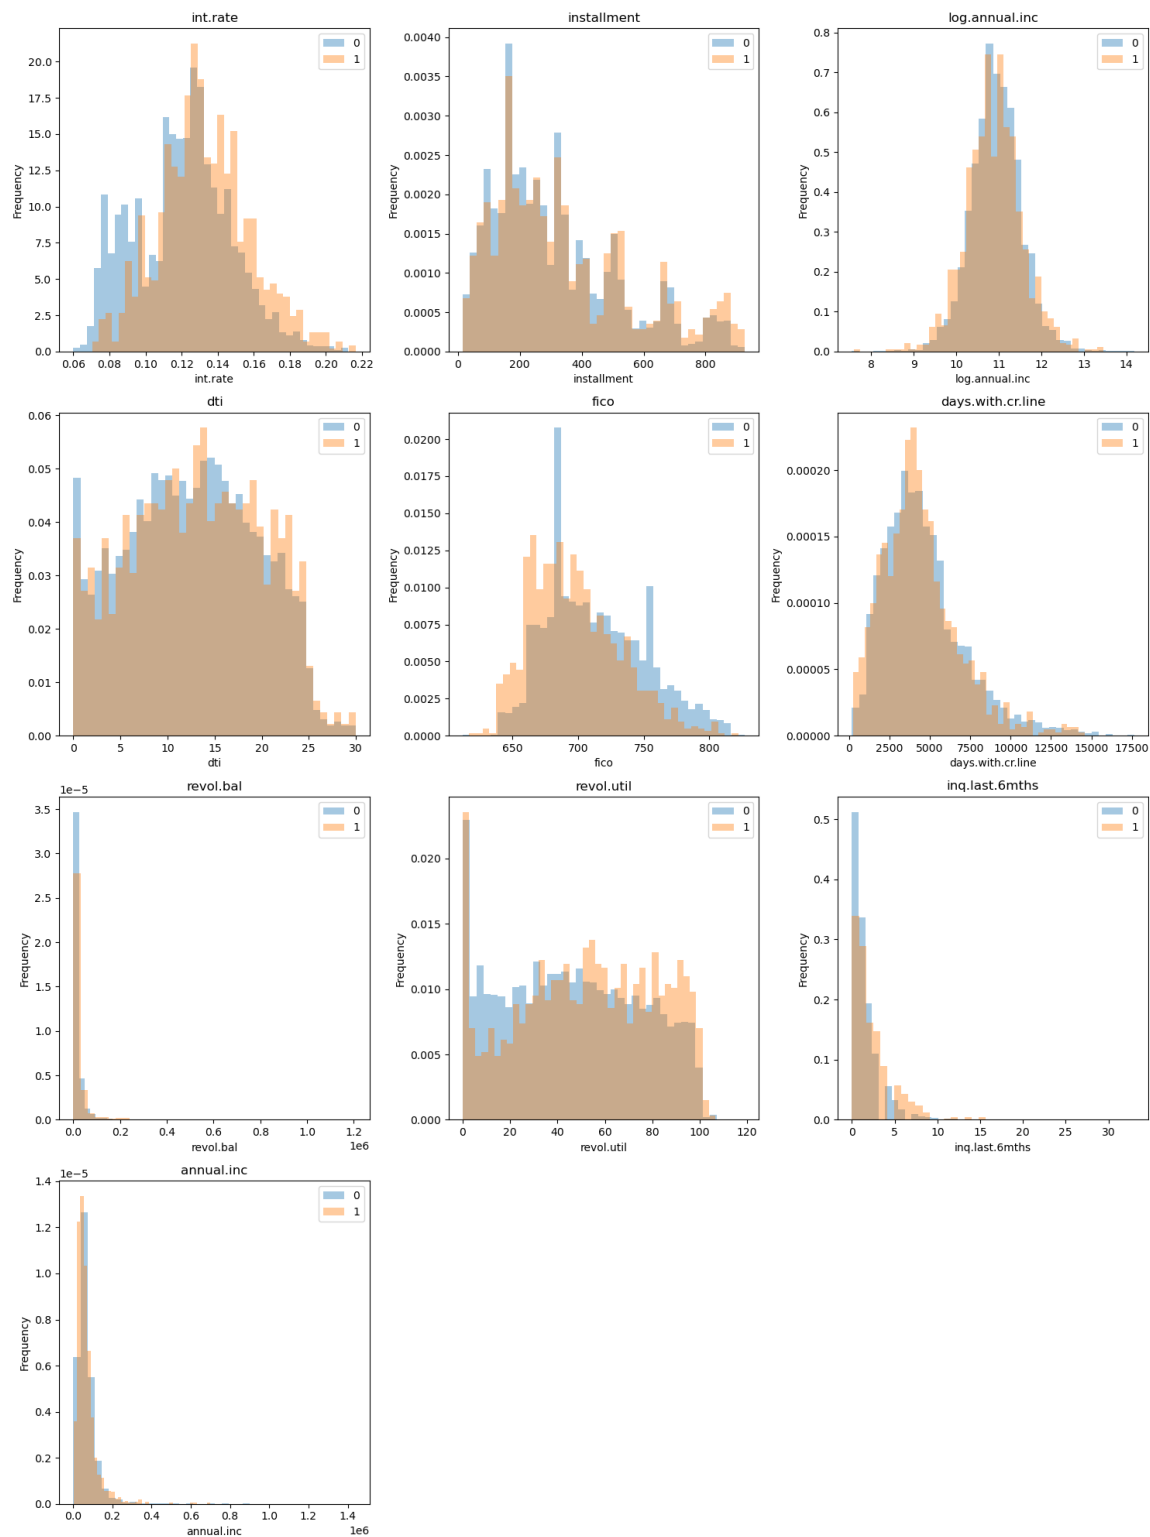 int.rate
0
1
Frequency
20.0
17.5
15.0
12.5
10.0
7.5
5.0
2.5
0.0
0.06 0.08 0.10 0.12 0.14 0.16 0.18 0.20 0.22
int.rate
installment
0
1
Frequency
0.0040
0.0035
0.0030
0.0025
0.0020
0.0015
0.0010
0.0005
0.0000
0 200 400 600 800
installment
log.annual.inc
0
1
Frequency
0.8
0.7
0.6
0.5
0.4
0.3
0.2
0.1
0.0
8 9 10 11 12 13 14
log.annual.inc
dti
0
1
Frequency
0.06
0.05
0.04
0.03
0.02
0.01
0.00
0 5 10 15 20 25 30
dti
fico
0
1
Frequency
0.0200
0.0175
0.0150
0.0125
0.0100
0.0075
0.0050
0.0025
0.0000
650 700 750 800
fico
days.with.cr.line
0
1
Frequency
0.00020
0.00015
0.00010
0.00005
0.00000
0 2500 5000 7500 10000 12500 15000 17500
days.with.cr.line
revol.bal
1e−5
0
1
Frequency
3.5
3.0
2.5
2.0
1.5
1.0
0.5
0.0
0.0 0.2 0.4 0.6 0.8 1.0 1.2
1e6
revol.bal
revol.util
0
1
Frequency
0.020
0.015
0.010
0.005
0.000
0 20 40 60 80 100 120
revol.util
inq.last.6mths
0
1
Frequency
0.5
0.4
0.3
0.2
0.1
0.0
0 5 10 15 20 25 30
inq.last.6mths
annual.inc
1e−5
0
1
Frequency
1.4
1.2
1.0
0.8
0.6
0.4
0.2
0.0
0.0 0.2 0.4 0.6 0.8 1.0 1.2 1.4
1e6
annual.inc